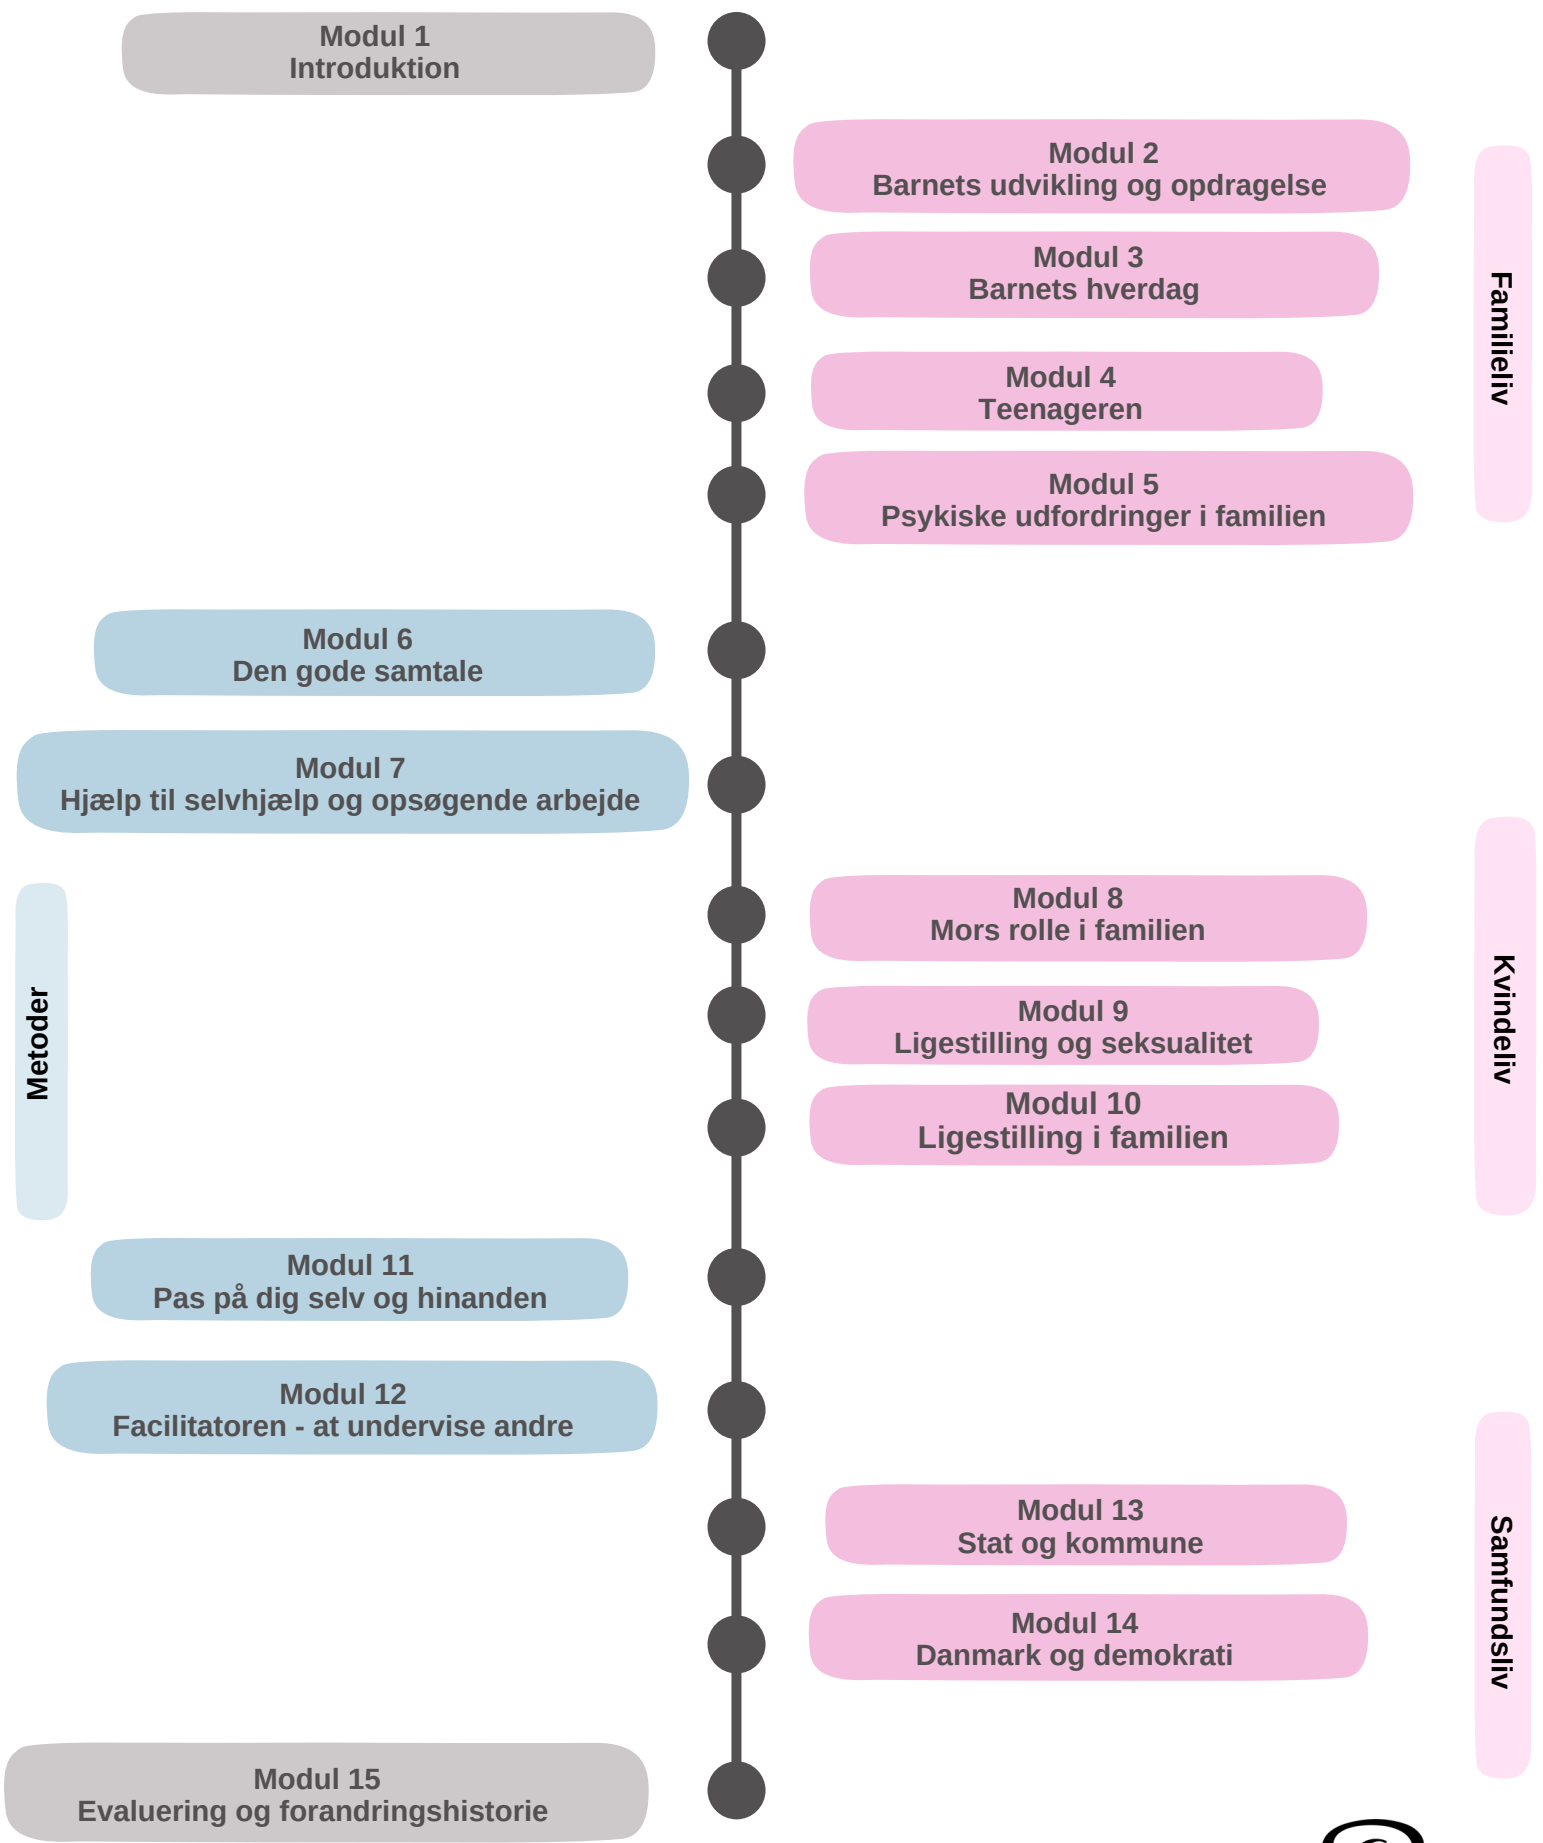 Modul 1
Introduktion
Modul 2
Barnets udvikling og opdragelse
Modul 3
Barnets hverdag
Modul 4
Teenageren
Modul 5
Psykiske udfordringer i familien
Familieliv
Modul 6
Den gode samtale
Modul 7
Hjælp til selvhjælp og opsøgende arbejde
Metoder
Modul 8
Mors rolle i familien
Modul 9
Ligestilling og seksualitet
Modul 10
Ligestilling i familien
Kvindeliv
Modul 11
Pas på dig selv og hinanden
Modul 12
Facilitatoren - at undervise andre
Modul 13
Stat og kommune
Modul 14
Danmark og demokrati
Samfundsliv
Modul 15
Evaluering og forandringshistorie